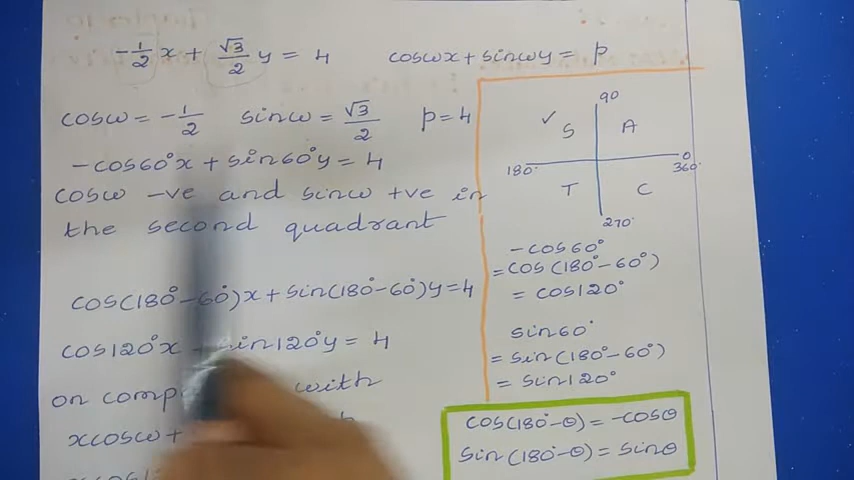 -1/2 x + √3/2 y = 4 cosωx + sinωy = p
cosω = -1/2 sinω = √3/2 p = 4
-cos60°x + sin60°y = 4
cosω -ve and sinω +ve in
the second quadrant
cos(180°-60°)x + sin(180°-60°)y = 4
cos120°x + sin120°y = 4
on with
xcosω +
90
✓ S A
180° 0
360°
T C
270°
-cos60°
= cos(180°-60°)
= cos120°
sin60°
= sin(180°-60°)
= sin120°
cos(180°-θ) = -cosθ
sin(180°-θ) = sinθ